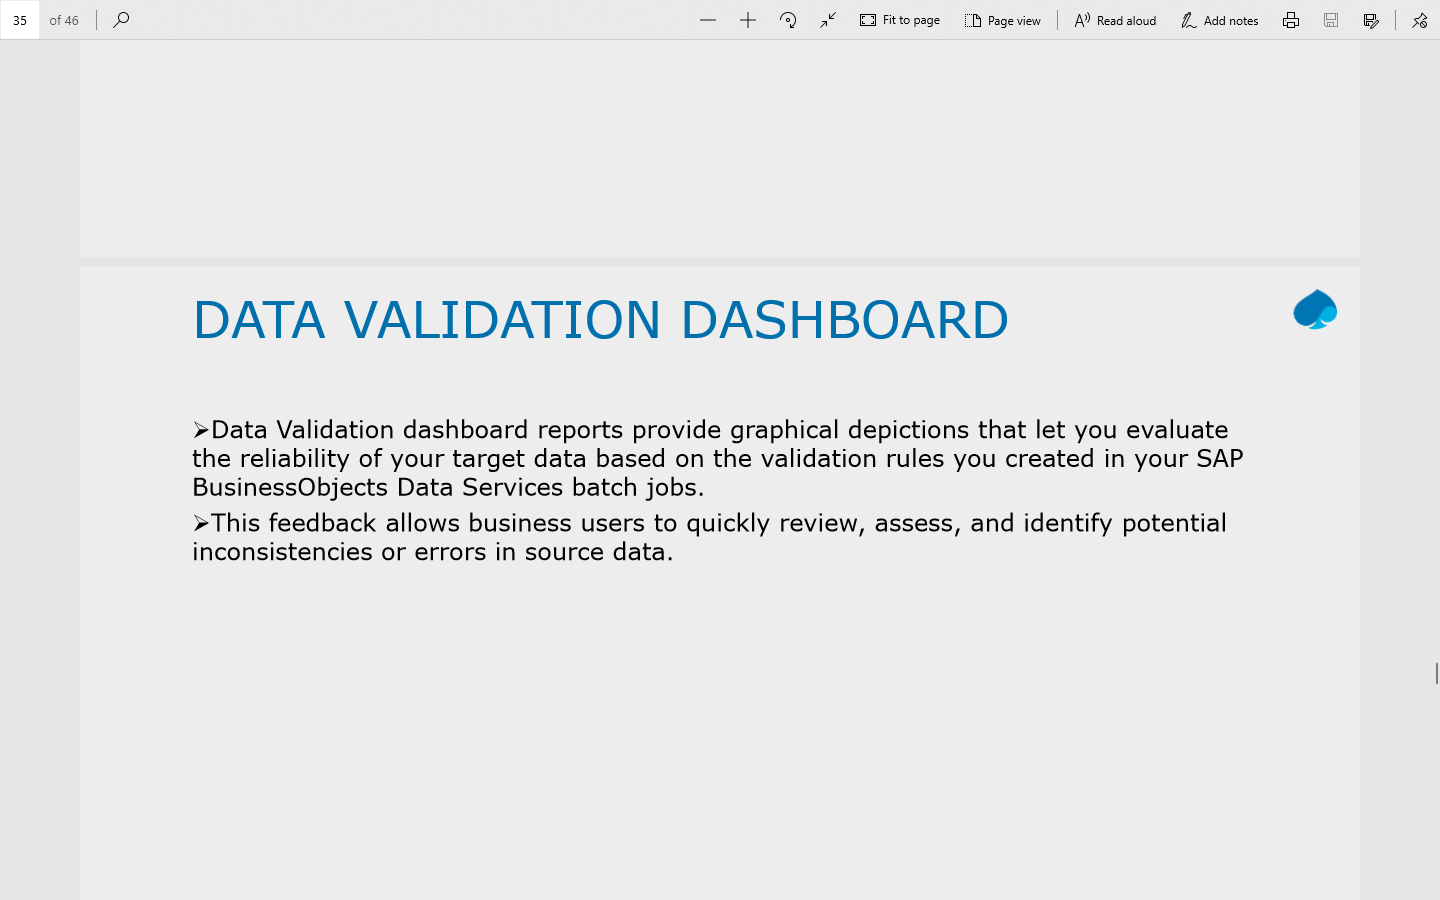 35 of 46 Fit to page Page view Read aloud Add notes
DATA VALIDATION DASHBOARD
➢Data Validation dashboard reports provide graphical depictions that let you evaluate
the reliability of your target data based on the validation rules you created in your SAP
BusinessObjects Data Services batch jobs.
➢This feedback allows business users to quickly review, assess, and identify potential
inconsistencies or errors in source data.